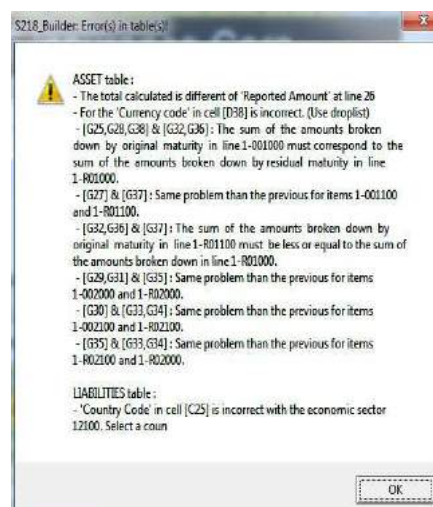 S218_Builder: Error(s) in table(s)!
ASSET table :
- The total calculated is different of 'Reported Amount' at line 26
- For the 'Currency code' in cell [D38] is incorrect. (Use droplist)
- [G25,G28,G38] & [G32,G36] : The sum of the amounts broken
down by original maturity in line 1-001000 must correspond to the
sum of the amounts broken down by residual maturity in line
1-R01000.
- [G27] & [G37] : Same problem than the previous for items 1-001100
and 1-R01100.
- [G32,G36] & [G37] : The sum of the amounts broken down by
original maturity in line 1-R01100 must be less or equal to the sum of
the amounts broken down in line 1-R01000.
- [G29,G31] & [G35] : Same problem than the previous for items
1-002000 and 1-R02000.
- [G30] & [G33,G34] : Same problem than the previous for items
1-002100 and 1-R02100.
- [G35] & [G33,G34] : Same problem than the previous for items
1-R02100 and 1-R02000.
LIABILITIES table :
- 'Country Code' in cell [C25] is incorrect with the economic sector
12100. Select a coun
OK